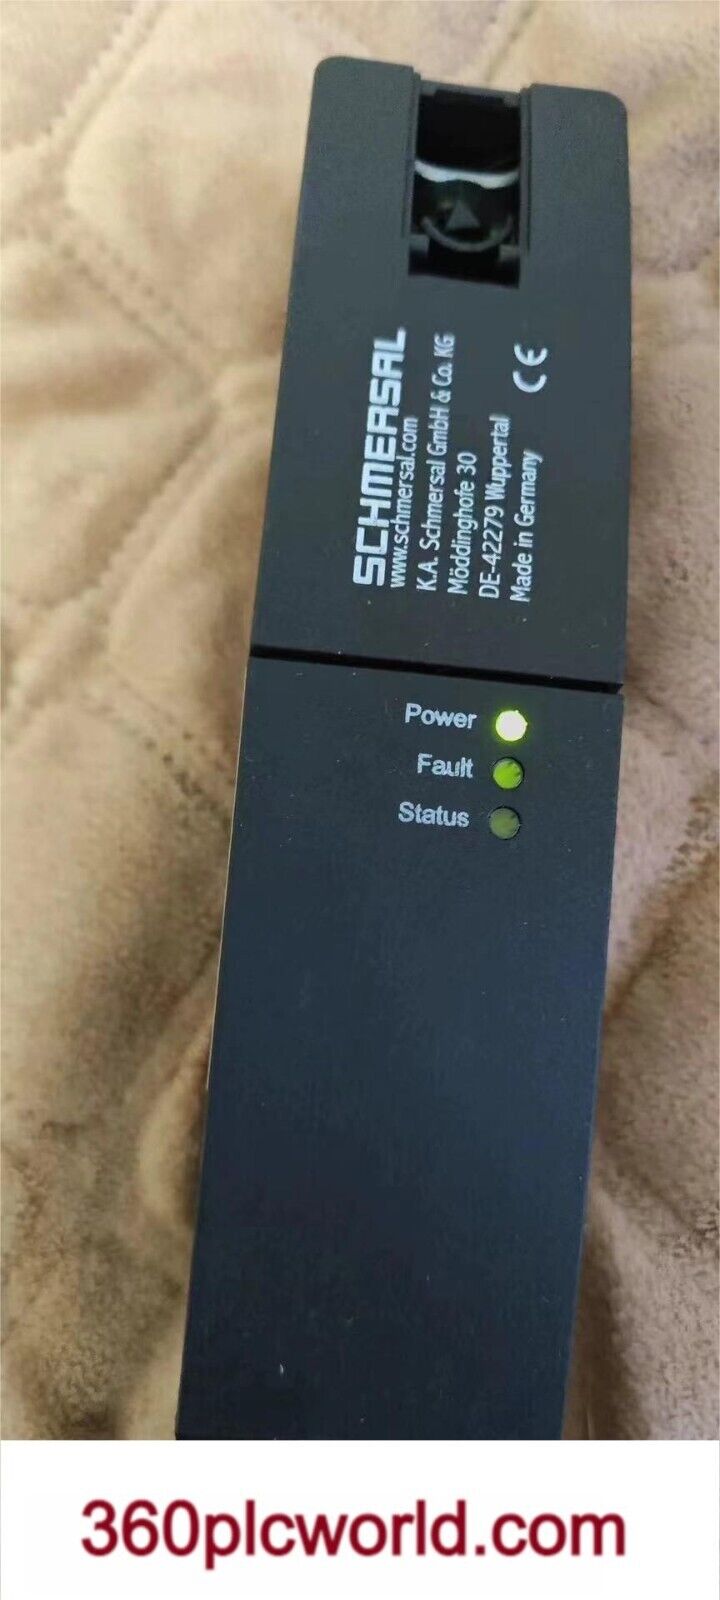 SCHMERSAL
www.schmersal.com
K.A. Schmersal GmbH & Co. KG
Möddinghofe 30
DE-42279 Wuppertal
Made in Germany
CE
Power
Fault
Status
360plcworld.com